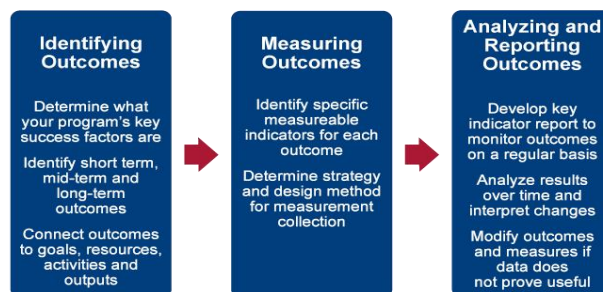 Identifying
Outcomes
Determine what
your program's key
success factors are
Identify short term,
mid-term and
long-term
outcomes
Connect outcomes
to goals, resources,
activities and
outputs
Measuring
Outcomes
Identify specific
measureable
indicators for each
outcome
Determine strategy
and design method
for measurement
collection
Analyzing and
Reporting
Outcomes
Develop key
indicator report to
monitor outcomes
on a regular basis
Analyze results
over time and
interpret changes
Modify outcomes
and measures if
data does
not prove useful